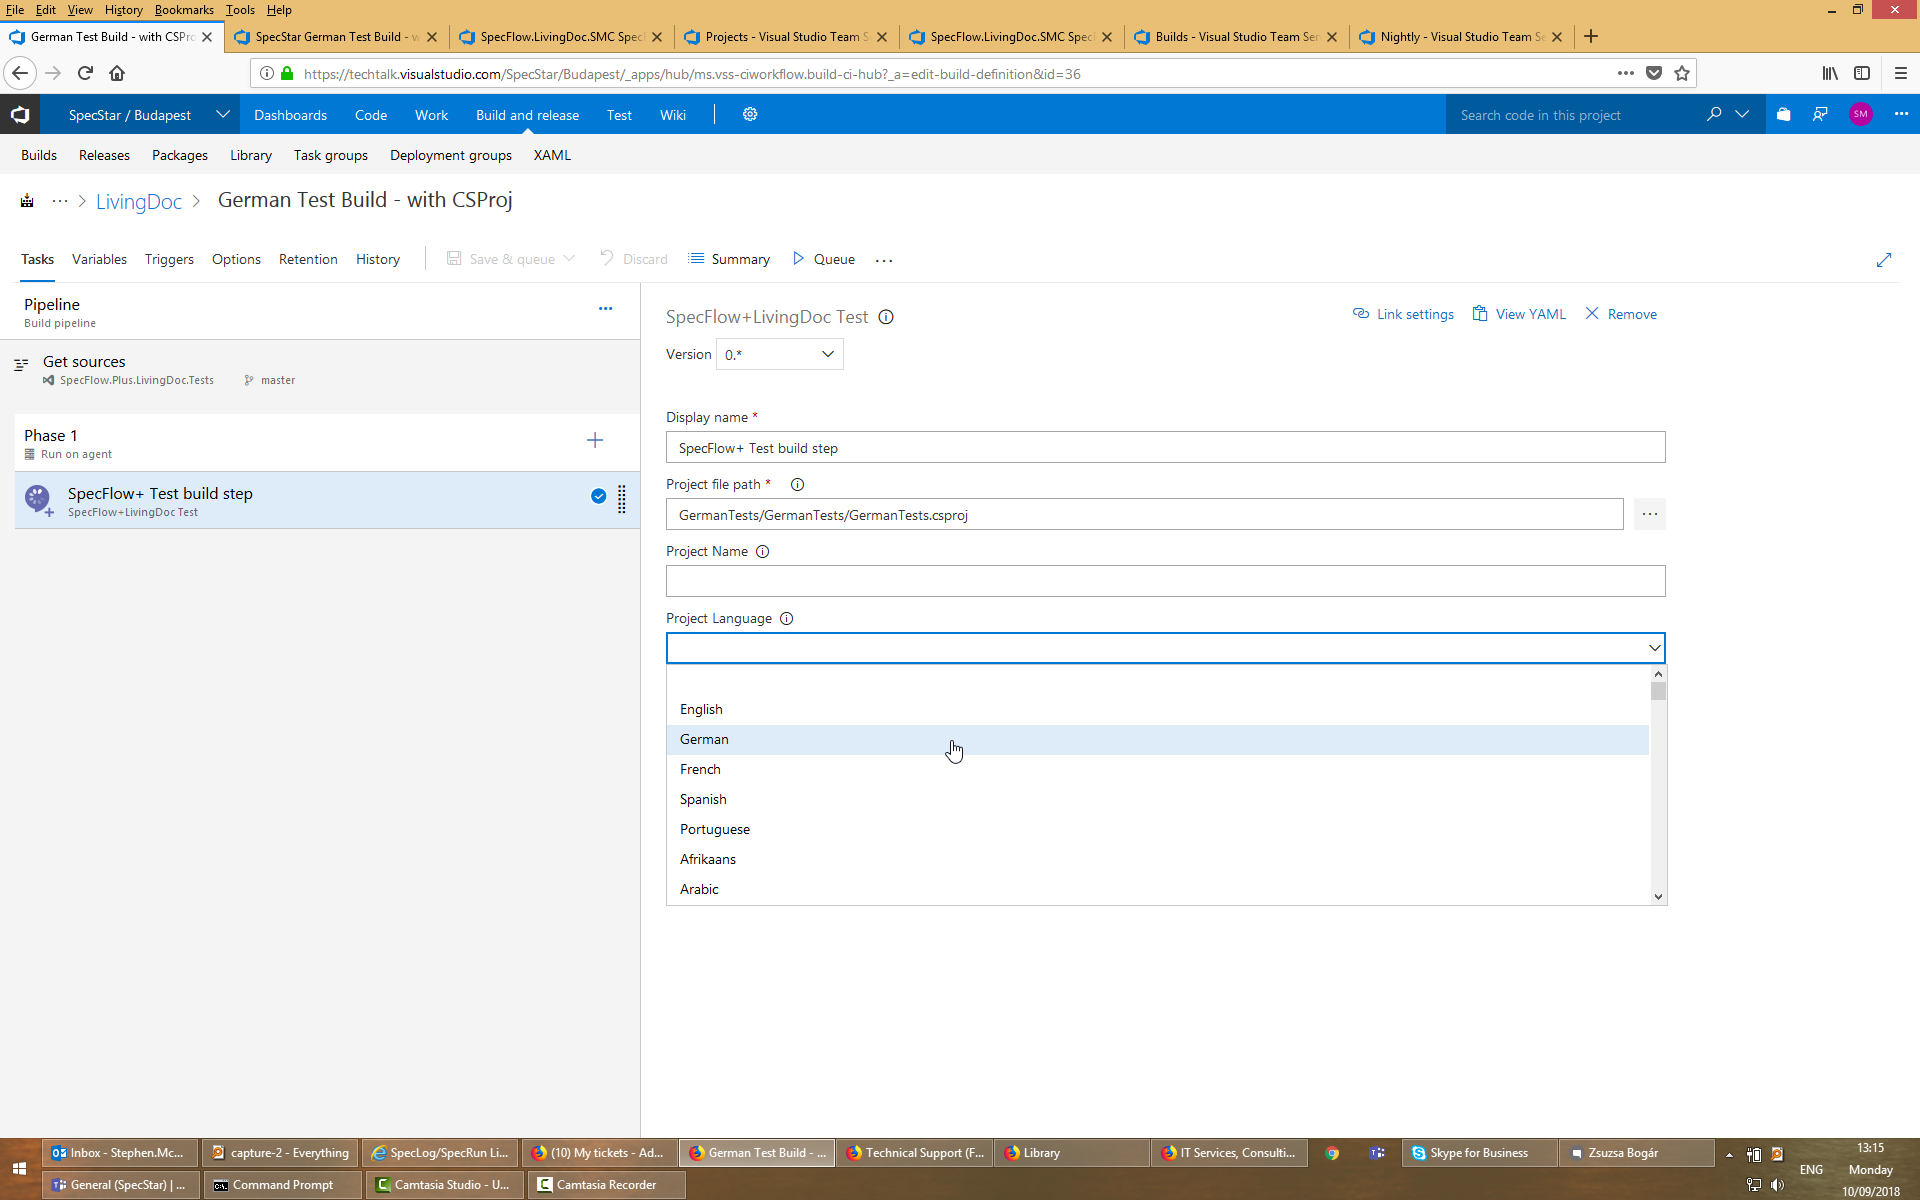 File Edit View History Bookmarks Tools Help
German Test Build - with CSPro
SpecStar German Test Build - w
SpecFlow.LivingDoc.SMC Spec
Projects - Visual Studio Team S
SpecFlow.LivingDoc.SMC Spec
Builds - Visual Studio Team Ser
Nightly - Visual Studio Team Se
https://techtalk.visualstudio.com/SpecStar/Budapest/_apps/hub/ms.vss-ciworkflow.build-ci-hub?_a=edit-build-definition&id=36
SpecStar / Budapest Dashboards Code Work Build and release Test Wiki Search code in this project SM
Builds Releases Packages Library Task groups Deployment groups XAML
LivingDoc German Test Build - with CSProj
Tasks Variables Triggers Options Retention History Save & queue Discard Summary Queue
Pipeline
Build pipeline
Get sources
SpecFlow.Plus.LivingDoc.Tests master
Phase 1
Run on agent
SpecFlow+ Test build step
SpecFlow+LivingDoc Test
SpecFlow+LivingDoc Test
Link settings View YAML Remove
Version 0.*
Display name *
SpecFlow+ Test build step
Project file path *
GermanTests/GermanTests/GermanTests.csproj
Project Name
Project Language
English
German
French
Spanish
Portuguese
Afrikaans
Arabic
Inbox - Stephen.Mc... capture-2 - Everything SpecLog/SpecRun Li... (10) My tickets - Ad... German Test Build - ... Technical Support (F... Library IT Services, Consulti... Skype for Business Zsuzsa Bogár
General (SpecStar) | ... Command Prompt Camtasia Studio - U... Camtasia Recorder
ENG
13:15
Monday
10/09/2018